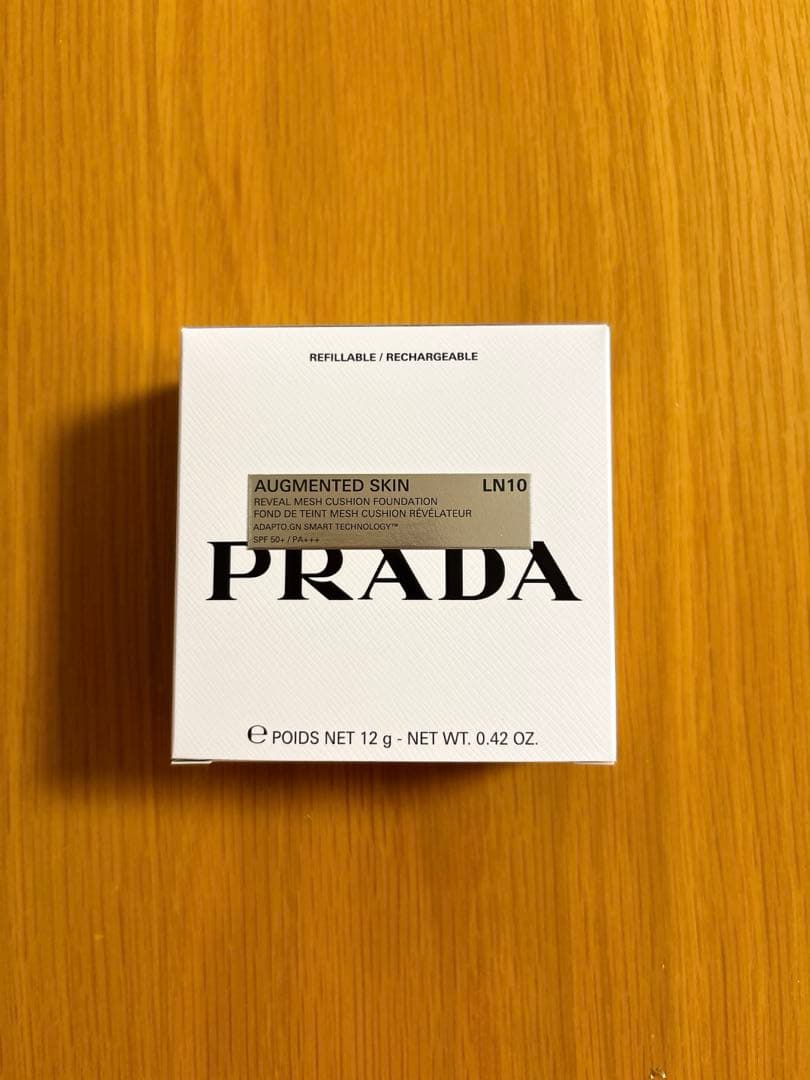 REFILLABLE / RECHARGEABLE
AUGMENTED SKIN LN10
REVEAL MESH CUSHION FOUNDATION
FOND DE TEINT MESH CUSHION RÉVÉLATEUR
ADAPTO.GN SMART TECHNOLOGY™
SPF 50+ / PA+++
PRADA
℮ POIDS NET 12 g - NET WT. 0.42 OZ.